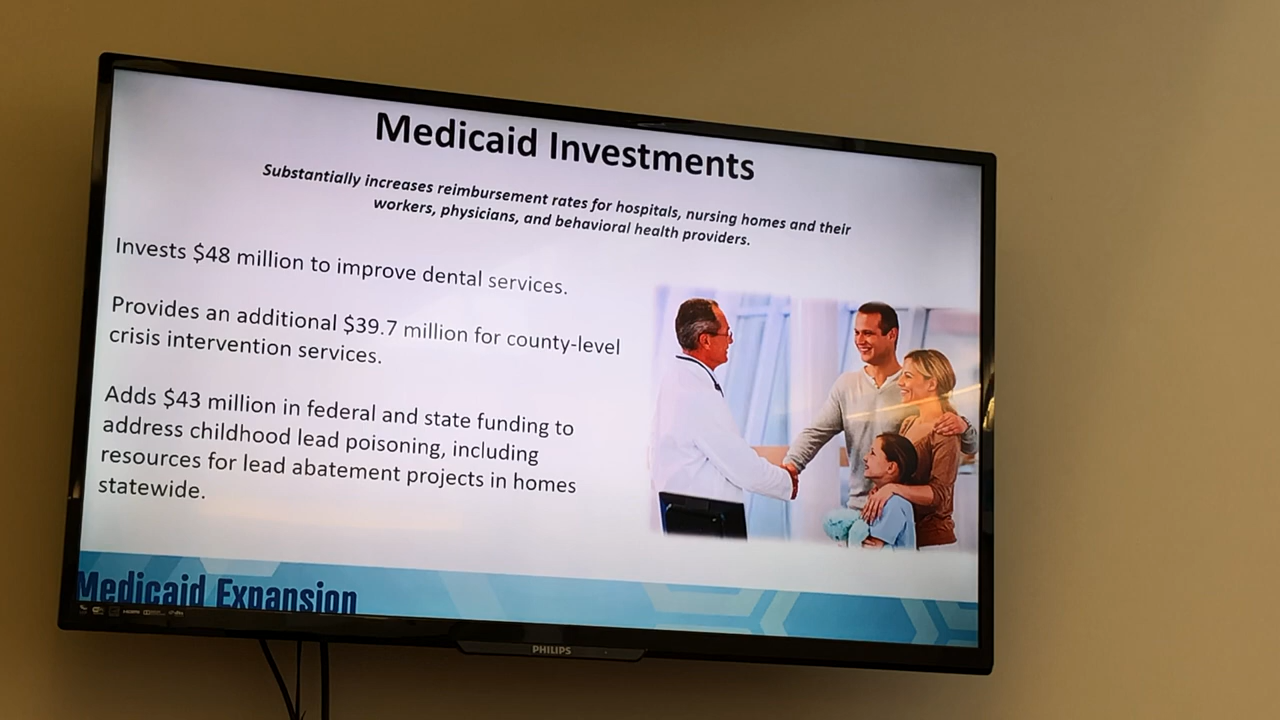 Medicaid Investments
Substantially increases reimbursement rates for hospitals, nursing homes and their
workers, physicians, and behavioral health providers.
Invests $48 million to improve dental services.
Provides an additional $39.7 million for county-level
crisis intervention services.
Adds $43 million in federal and state funding to
address childhood lead poisoning, including
resources for lead abatement projects in homes
statewide.
Medicaid Expansion
PHILIPS